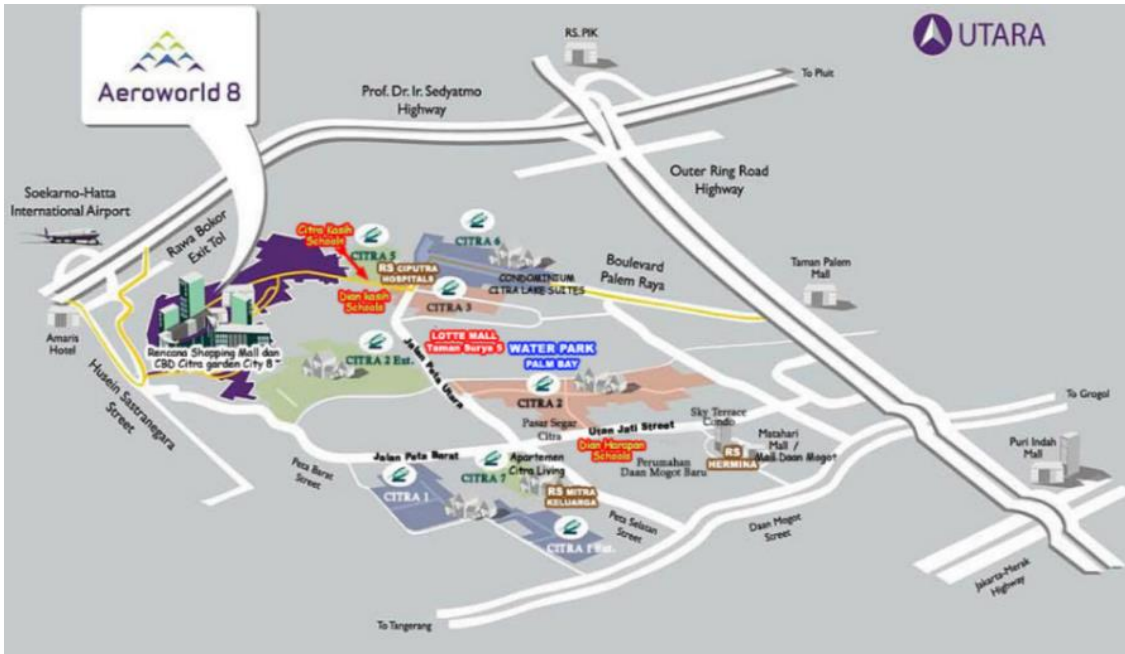 UTARA
RS. PIK
To Pluit
Aeroworld 8
Prof. Dr. Ir. Sedyatmo
Highway
Outer Ring Road
Highway
Soekarno-Hatta
International Airport
Rawa Bokor
Exit Tol
Citra Kasih
Schools
CITRA 5
CITRA 6
RS CIPUTRA
HOSPITALS
CONDOMINIUM
CITRA LAKE SUITES
Boulevard
Palem Raya
Taman Palem
Mall
Dian kasih
Schools
CITRA 3
Amaris
Hotel
Rencana Shopping Mall dan
CBD Citra garden City 8
LOTTE MALL
Taman Surya 5
WATER PARK
PALM BAY
CITRA 2 Ext.
Jalan Peta Utara
Husein Sastranegara
Street
CITRA 2
To Grogol
Pasar Segar
Citra
Utan Jati Street
Sky Terrace
Condo
Matahari
Mall /
Mall Daan Mogot
Puri Indah
Mall
Dian Harapan
Schools
RS
HERMINA
Perumahan
Daan Mogot Baru
Jalan Peta Barat
Peta Barat
Street
Apartemen
Citra Living
CITRA 7
CITRA 1
RS MITRA
KELUARGA
Peta Selatan
Street
Daan Mogot
Street
CITRA 1 Ext.
Jakarta-Merak
Highway
To Tangerang